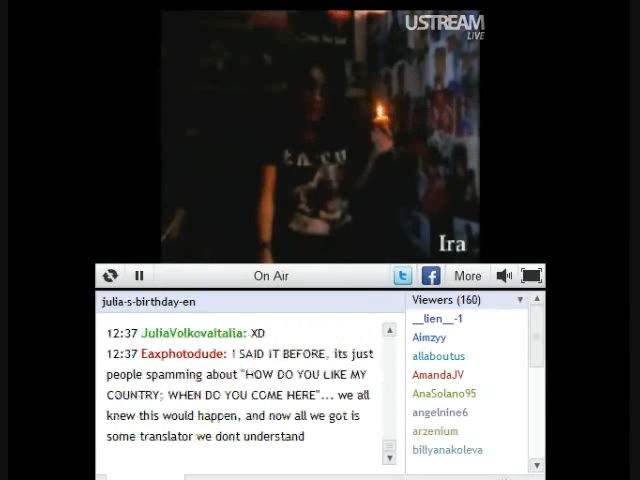 USTREAM
LIVE
Ira
On Air
More
julia-s-birthday-en
Viewers (160)
12:37 JuliaVolkovaItalia: XD
12:37 Eaxphotodude: I SAID IT BEFORE, its just
people spamming about "HOW DO YOU LIKE MY
COUNTRY; WHEN DO YOU COME HERE"... we all
knew this would happen, and now all we got is
some translator we dont understand
__lien__-1
Aimzyy
allaboutus
AmandaJV
AnaSolano95
angelnine6
arzenium
billyanakoleva